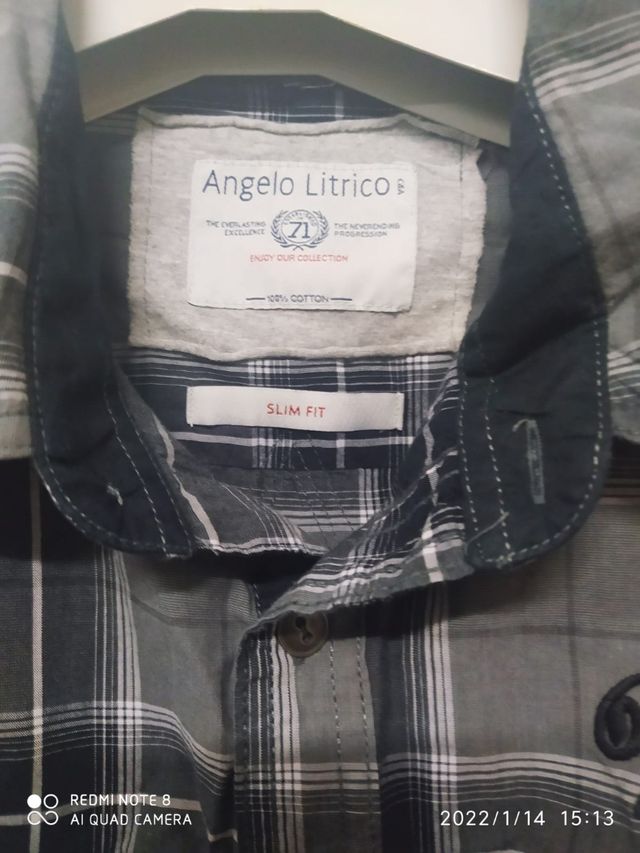 Angelo Litrico C&A
THE EVERLASTING
EXCELLENCE
71
THE NEVERENDING
PROGRESSION
ENJOY OUR COLLECTION
100% COTTON
SLIM FIT
6
REDMI NOTE 8
AI QUAD CAMERA
2022/1/14 15:13